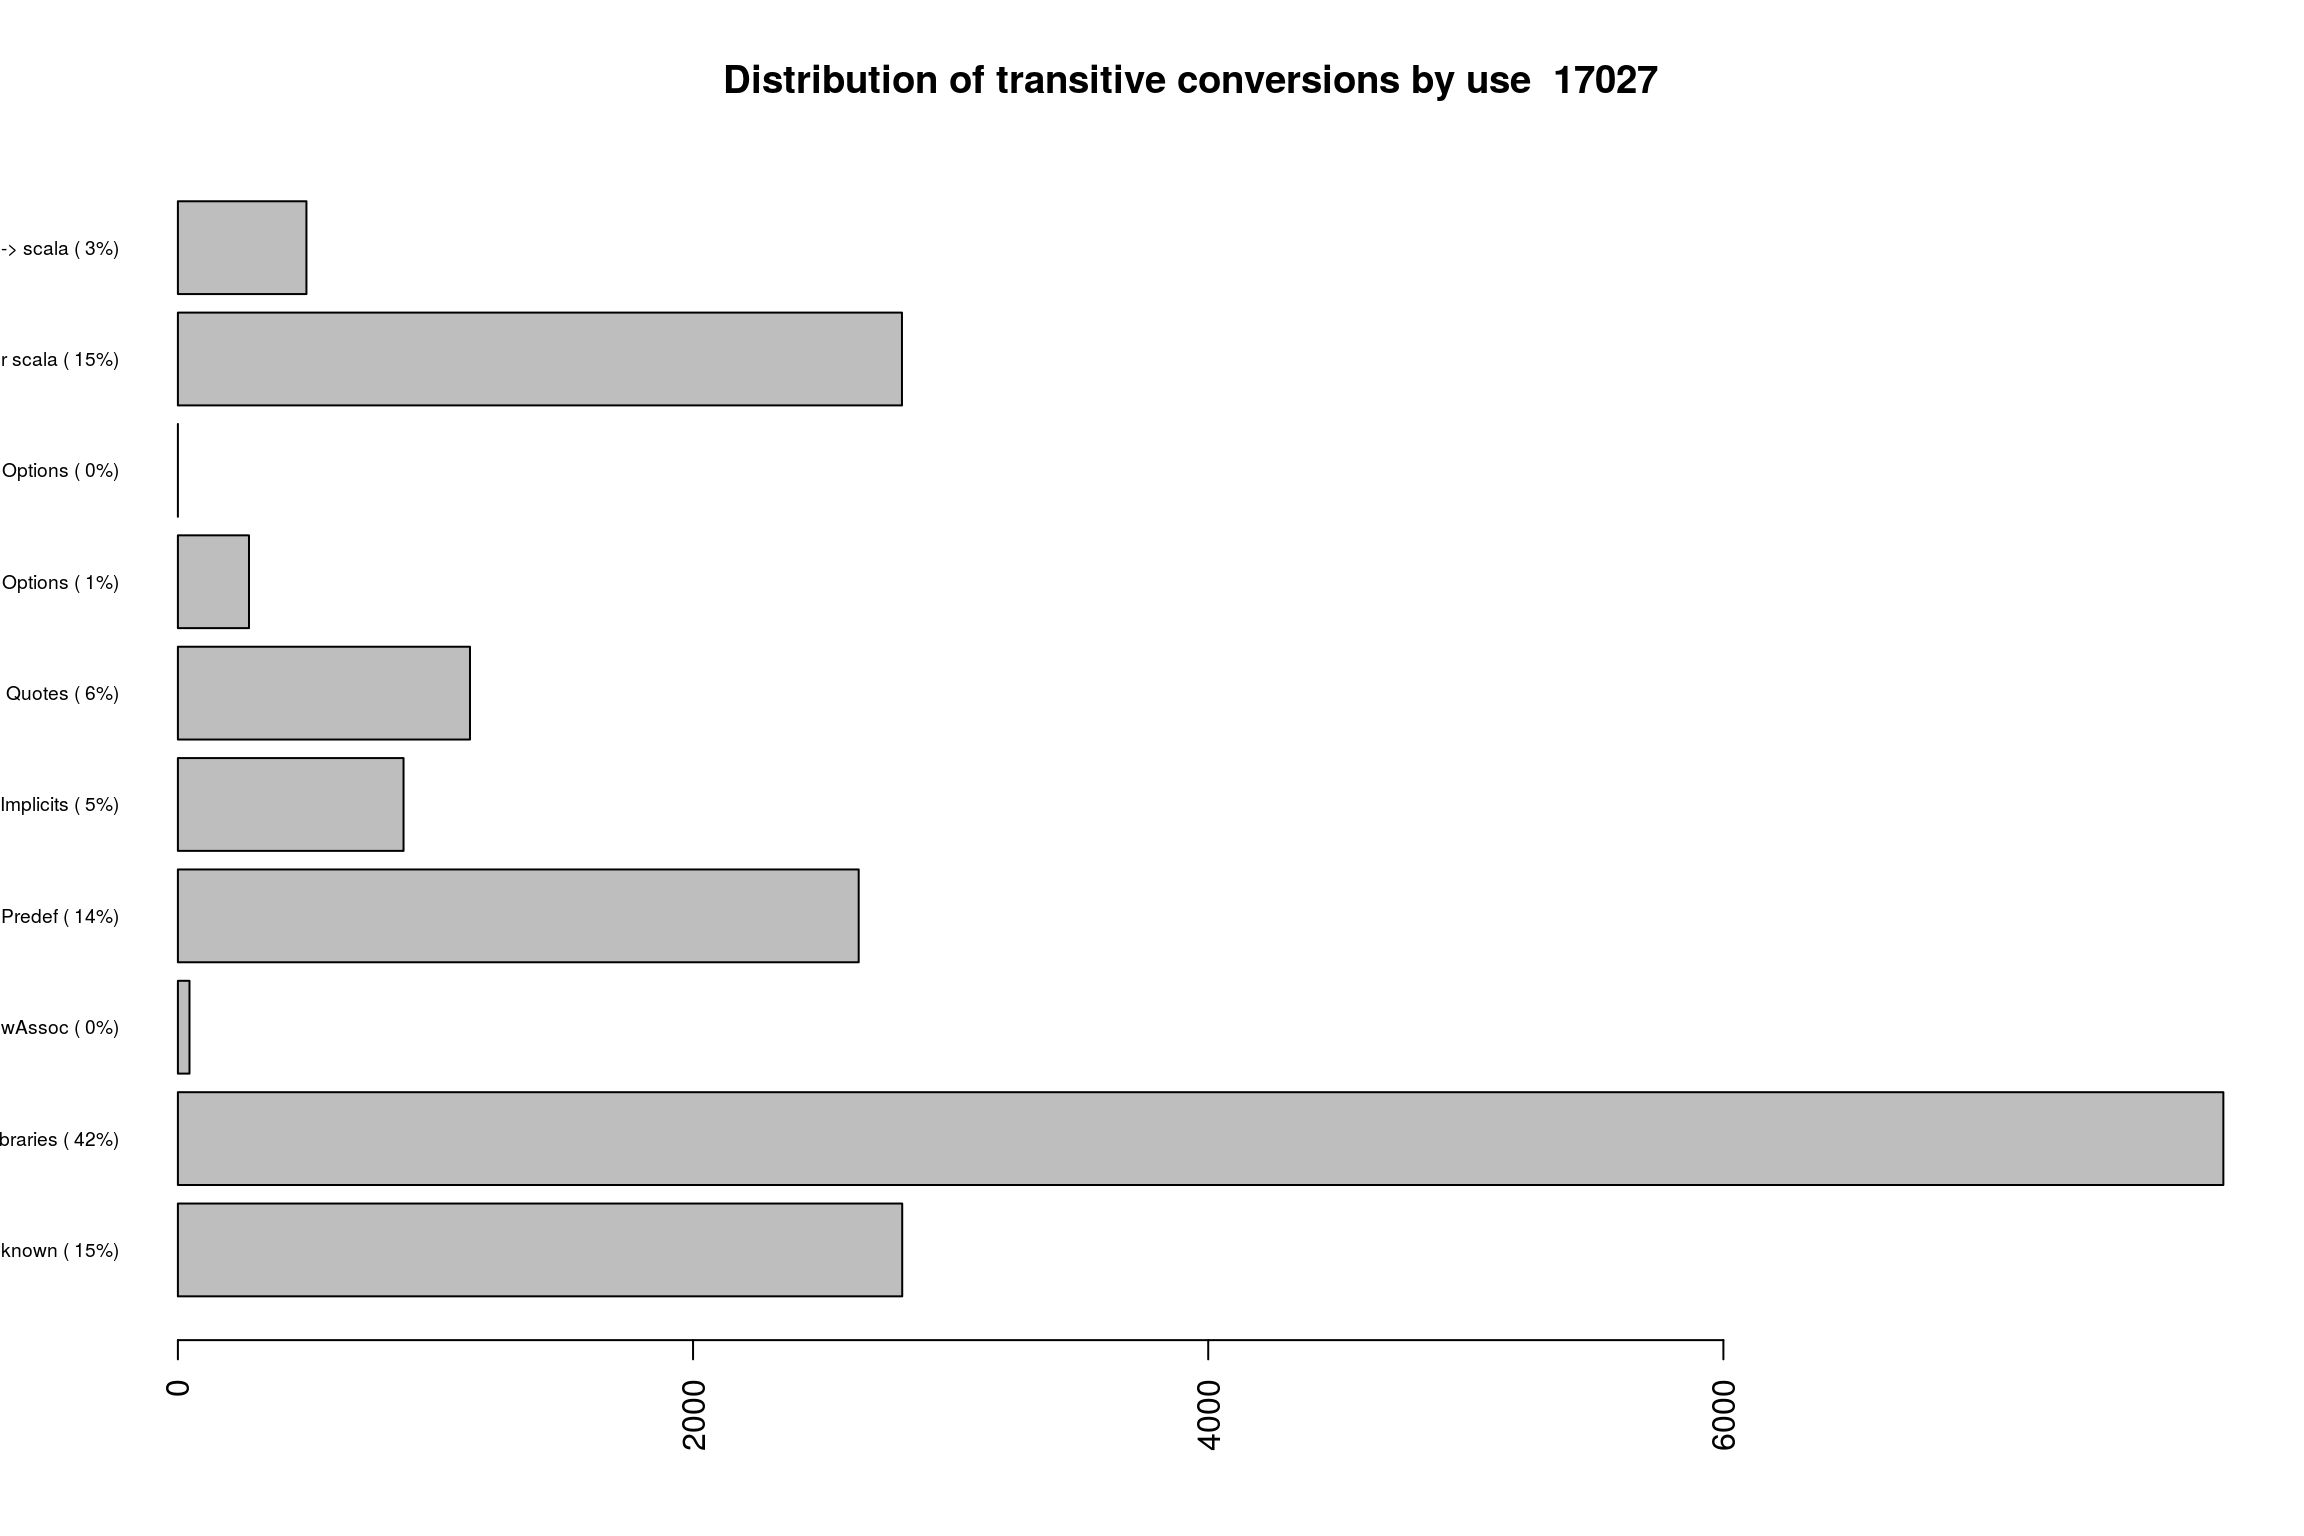 Distribution of transitive conversions by use  17027
-> scala ( 3%)
r scala ( 15%)
Options ( 0%)
Options ( 1%)
Quotes ( 6%)
Implicits ( 5%)
Predef ( 14%)
wAssoc ( 0%)
braries ( 42%)
known ( 15%)
0
2000
4000
6000